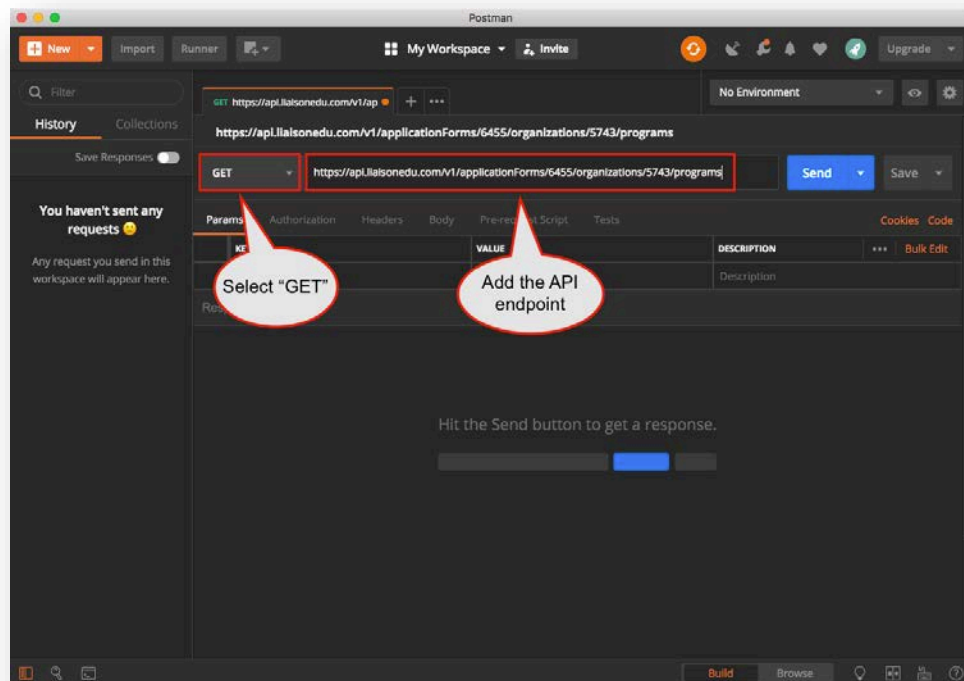 Postman
New Import Runner My Workspace Invite Upgrade
Filter
History Collections
Save Responses
You haven't sent any
requests
Any request you send in this
workspace will appear here.
GET https://api.liaisonedu.com/v1/ap
No Environment
https://api.liaisonedu.com/v1/applicationForms/6455/organizations/5743/programs
GET https://api.liaisonedu.com/v1/applicationForms/6455/organizations/5743/programs Send Save
Params Authorization Headers Body Tests Cookies Code
VALUE DESCRIPTION Bulk Edit
Description
Select “GET”
Add the API
endpoint
Hit the Send button to get a response.
Build Browse